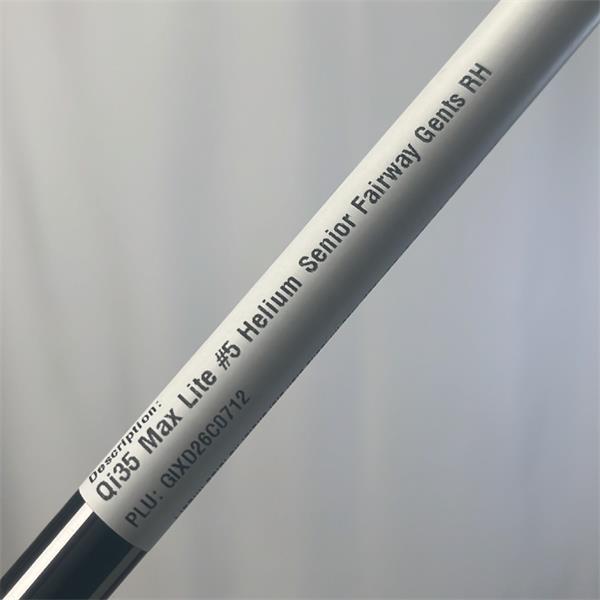 Description:
Qi35 Max Lite #5 Helium Senior Fairway Gents RH
PLU: GIXD26C0712